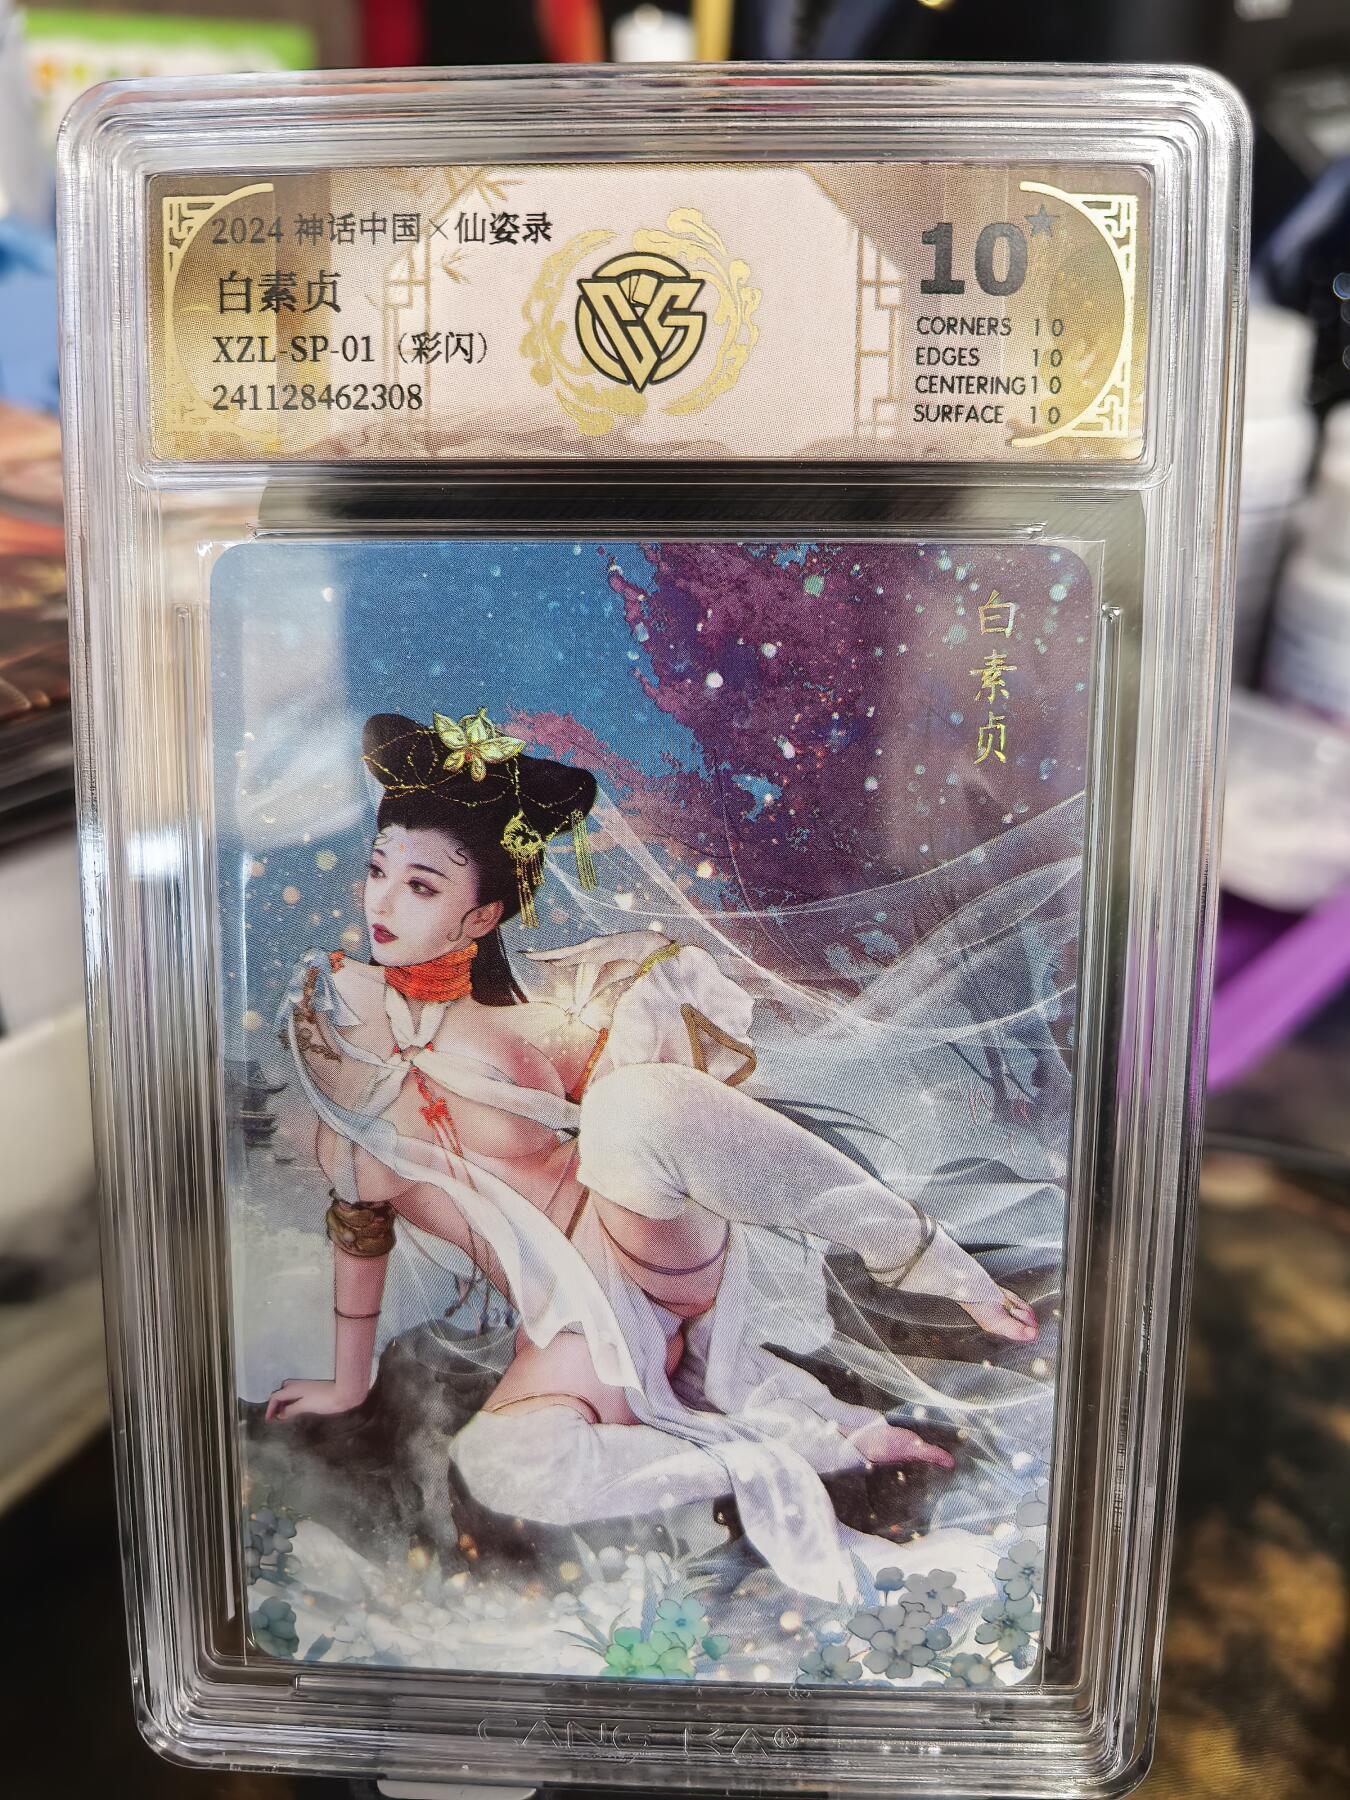 2024 神话中国×仙姿录
白素贞
XZL-SP-01（彩闪）
241128462308
CCS
10★
CORNERS 10
EDGES 10
CENTERING 10
SURFACE 10
白素贞
CANG KA®